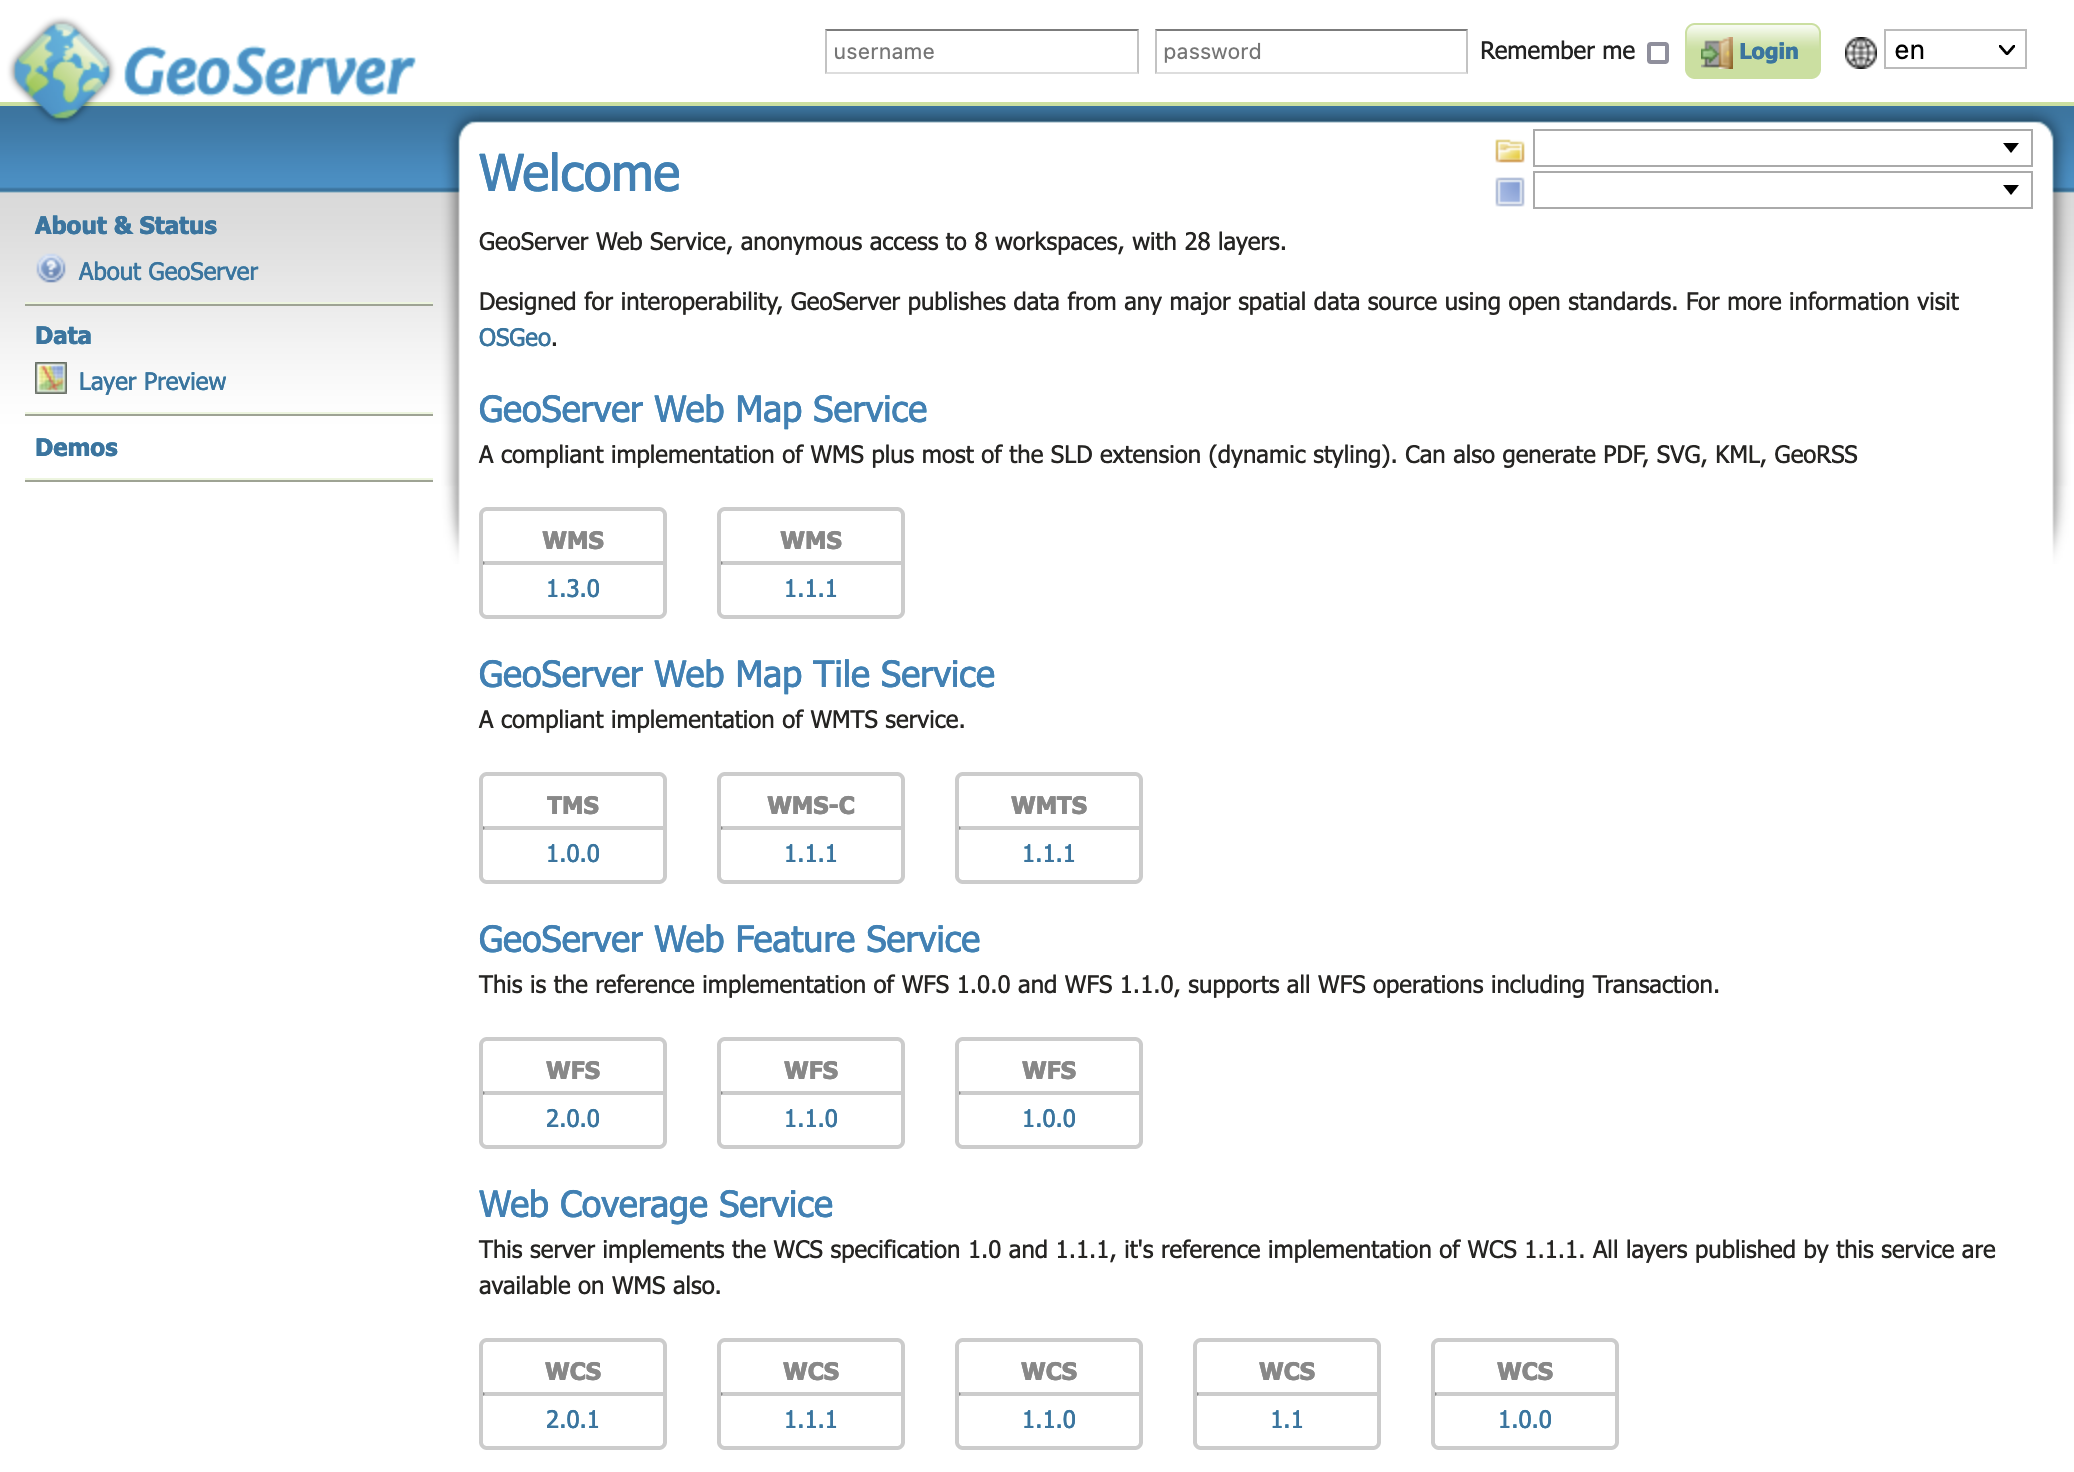 GeoServer
username
password
Remember me
Login
en
About & Status
About GeoServer
Data
Layer Preview
Demos
Welcome
GeoServer Web Service, anonymous access to 8 workspaces, with 28 layers.
Designed for interoperability, GeoServer publishes data from any major spatial data source using open standards. For more information visit
OSGeo.
GeoServer Web Map Service
A compliant implementation of WMS plus most of the SLD extension (dynamic styling). Can also generate PDF, SVG, KML, GeoRSS
WMS WMS
1.3.0 1.1.1
GeoServer Web Map Tile Service
A compliant implementation of WMTS service.
TMS WMS-C WMTS
1.0.0 1.1.1 1.1.1
GeoServer Web Feature Service
This is the reference implementation of WFS 1.0.0 and WFS 1.1.0, supports all WFS operations including Transaction.
WFS WFS WFS
2.0.0 1.1.0 1.0.0
Web Coverage Service
This server implements the WCS specification 1.0 and 1.1.1, it's reference implementation of WCS 1.1.1. All layers published by this service are
available on WMS also.
WCS WCS WCS WCS WCS
2.0.1 1.1.1 1.1.0 1.1 1.0.0